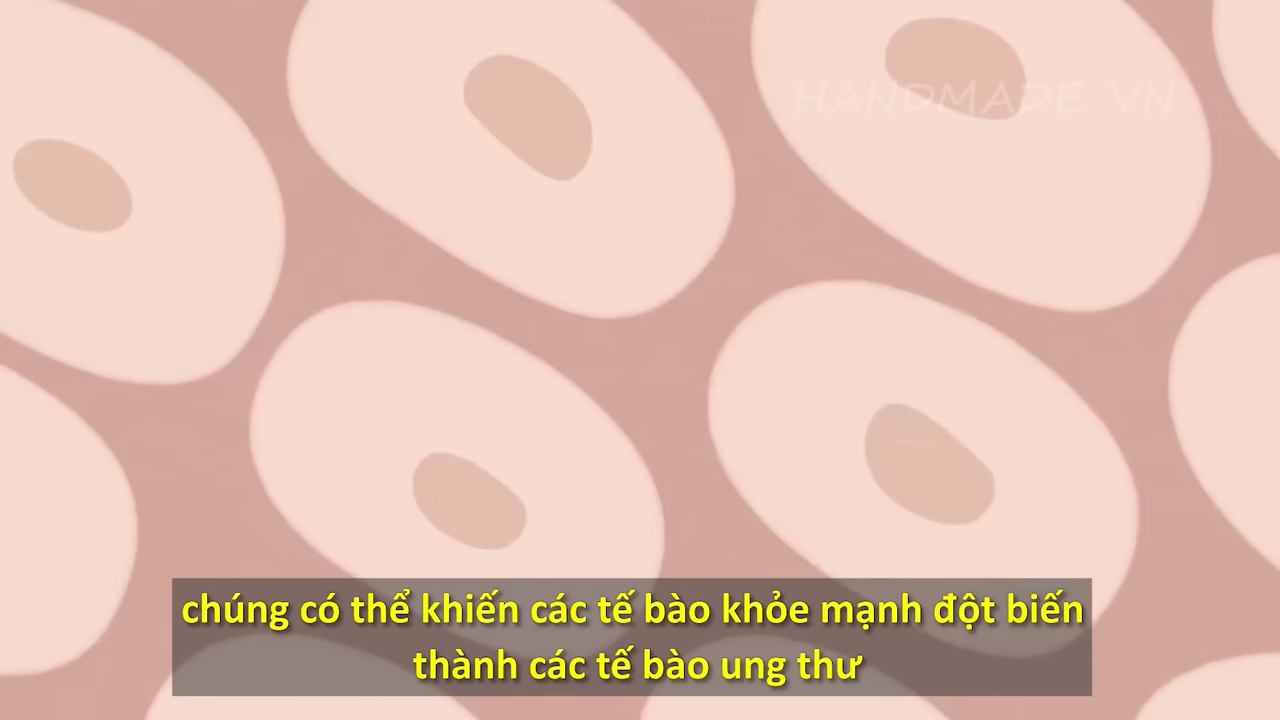 HANDMADE VN
chúng có thể khiến các tế bào khỏe mạnh đột biến
thành các tế bào ung thư